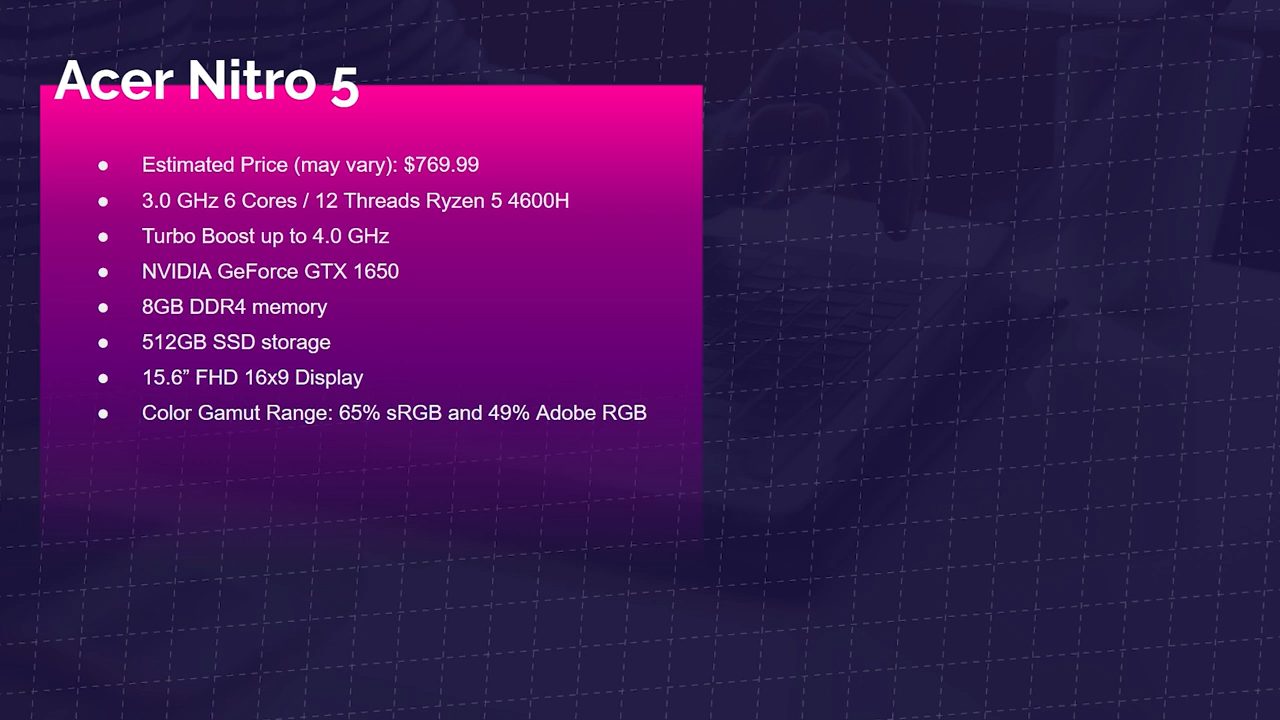 Acer Nitro 5
● Estimated Price (may vary): $769.99
● 3.0 GHz 6 Cores / 12 Threads Ryzen 5 4600H
● Turbo Boost up to 4.0 GHz
● NVIDIA GeForce GTX 1650
● 8GB DDR4 memory
● 512GB SSD storage
● 15.6” FHD 16x9 Display
● Color Gamut Range: 65% sRGB and 49% Adobe RGB